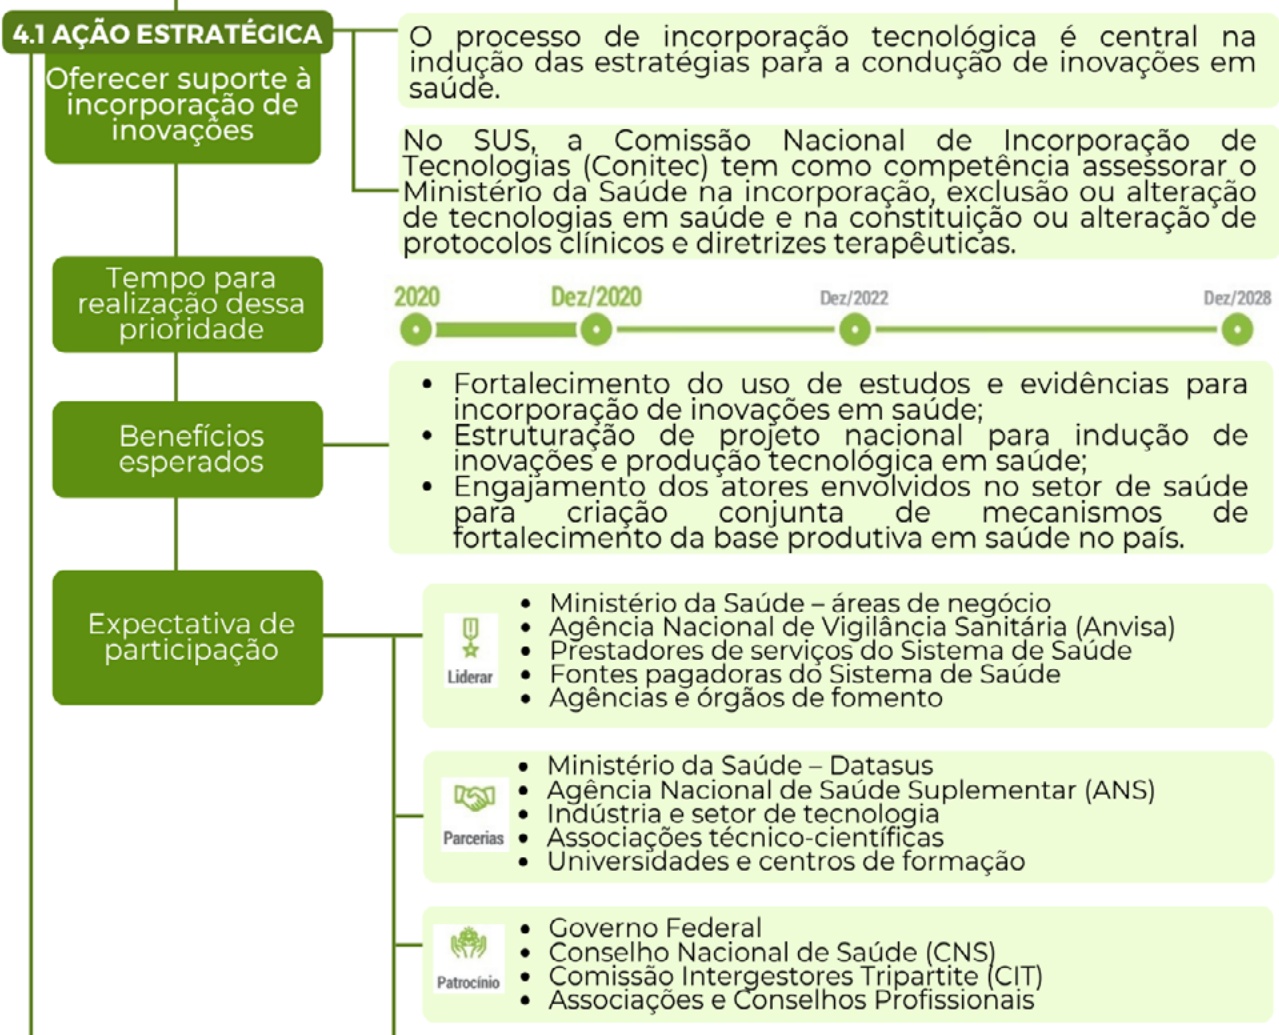 4.1 AÇÃO ESTRATÉGICA
Oferecer suporte à
incorporação de
inovações
O processo de incorporação tecnológica é central na
indução das estratégias para a condução de inovações em
saúde.
No SUS, a Comissão Nacional de Incorporação de
Tecnologias (Conitec) tem como competência assessorar o
Ministério da Saúde na incorporação, exclusão ou alteração
de tecnologias em saúde e na constituição ou alteração de
protocolos clínicos e diretrizes terapêuticas.
Tempo para
realização dessa
prioridade
2020 Dez/2020 Dez/2022 Dez/2028
Benefícios
esperados
• Fortalecimento do uso de estudos e evidências para
incorporação de inovações em saúde;
• Estruturação de projeto nacional para indução de
inovações e produção tecnológica em saúde;
• Engajamento dos atores envolvidos no setor de saúde
para criação conjunta de mecanismos de
fortalecimento da base produtiva em saúde no país.
Expectativa de
participação
Liderar
• Ministério da Saúde – áreas de negócio
• Agência Nacional de Vigilância Sanitária (Anvisa)
• Prestadores de serviços do Sistema de Saúde
• Fontes pagadoras do Sistema de Saúde
• Agências e órgãos de fomento
Parcerias
• Ministério da Saúde – Datasus
• Agência Nacional de Saúde Suplementar (ANS)
• Indústria e setor de tecnologia
• Associações técnico-científicas
• Universidades e centros de formação
Patrocínio
• Governo Federal
• Conselho Nacional de Saúde (CNS)
• Comissão Intergestores Tripartite (CIT)
• Associações e Conselhos Profissionais